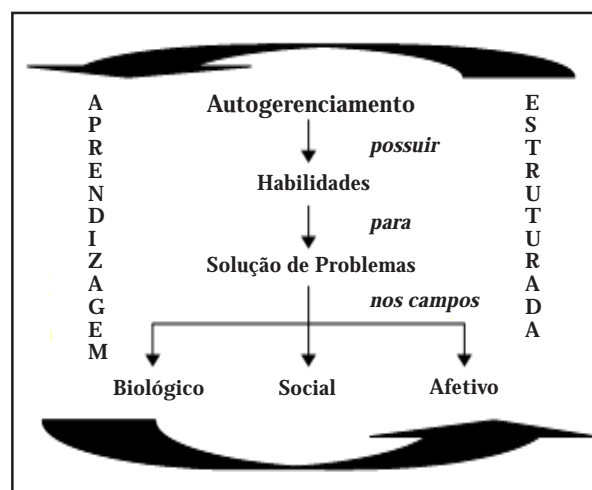 APRENDIZAGEM
Autogerenciamento
possuir
Habilidades
para
Solução de Problemas
nos campos
Biológico Social Afetivo
ESTRUTURADA